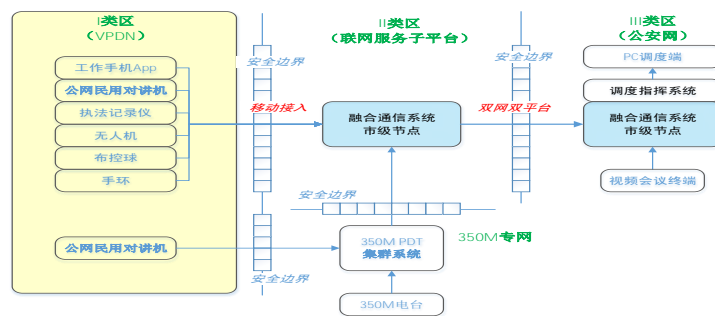 I类区
（VPDN）
II类区
（联网服务子平台）
III类区
（公安网）
工作手机App
公网民用对讲机
执法记录仪
无人机
布控球
手环
公网民用对讲机
安全边界
移动接入
融合通信系统
市级节点
安全边界
双网双平台
PC调度端
调度指挥系统
融合通信系统
市级节点
视频会议终端
安全边界
350M PDT
集群系统
350M专网
安全边界
350M电台